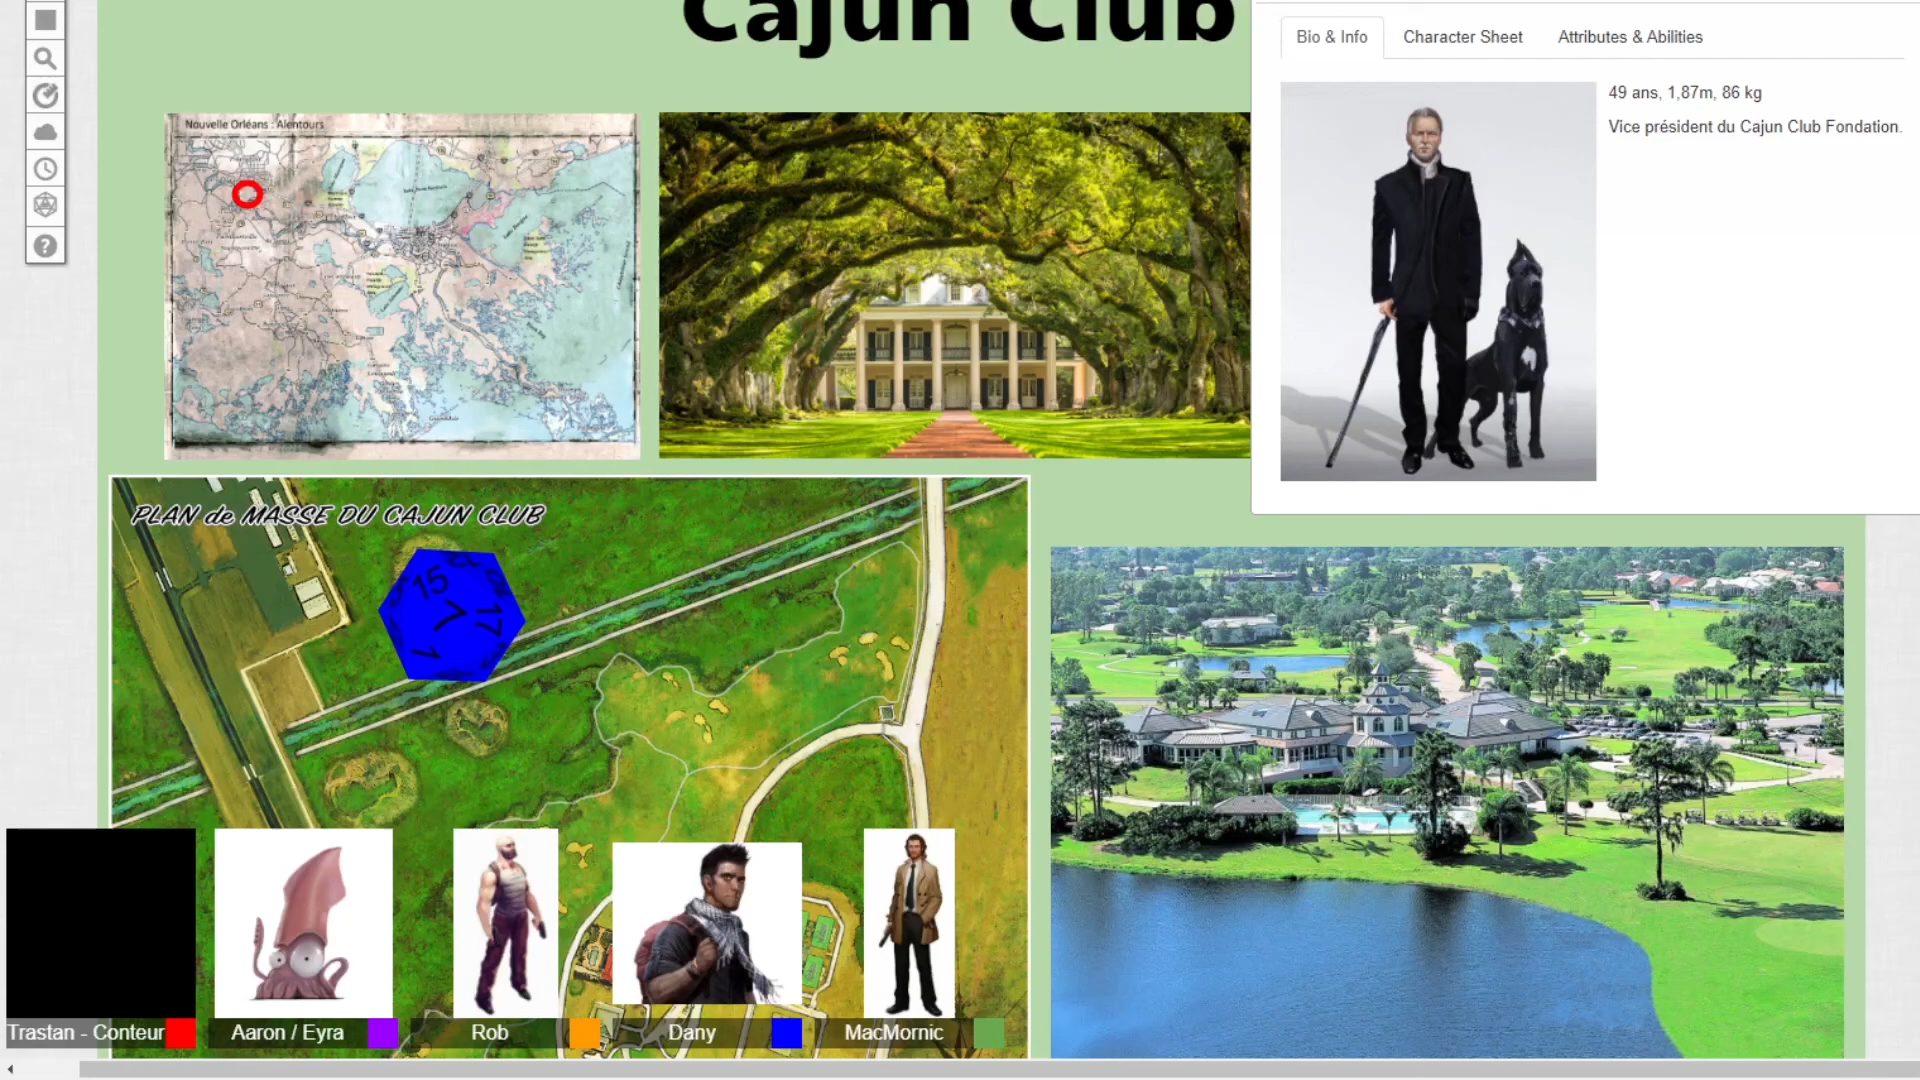 Cajun Club
Bio & Info
Character Sheet
Attributes & Abilities
49 ans, 1,87m, 86 kg
Vice président du Cajun Club Fondation.
Nouvelle Orléans : Alentours
PLAN de MASSE DU CAJUN CLUB
15
7
17
1
Trastan - Conteur
Aaron / Eyra
Rob
Dany
MacMornic